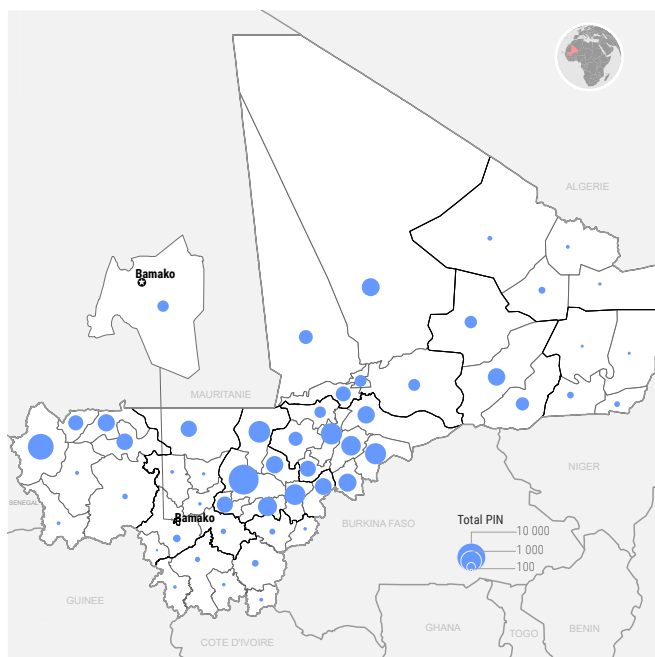 ALGERIE
Bamako
MAURITANIE
NIGER
SENEGAL
Bamako
BURKINA FASO
Total PIN
10 000
1 000
100
GUINEE
COTE D'IVOIRE
GHANA
TOGO
BENIN